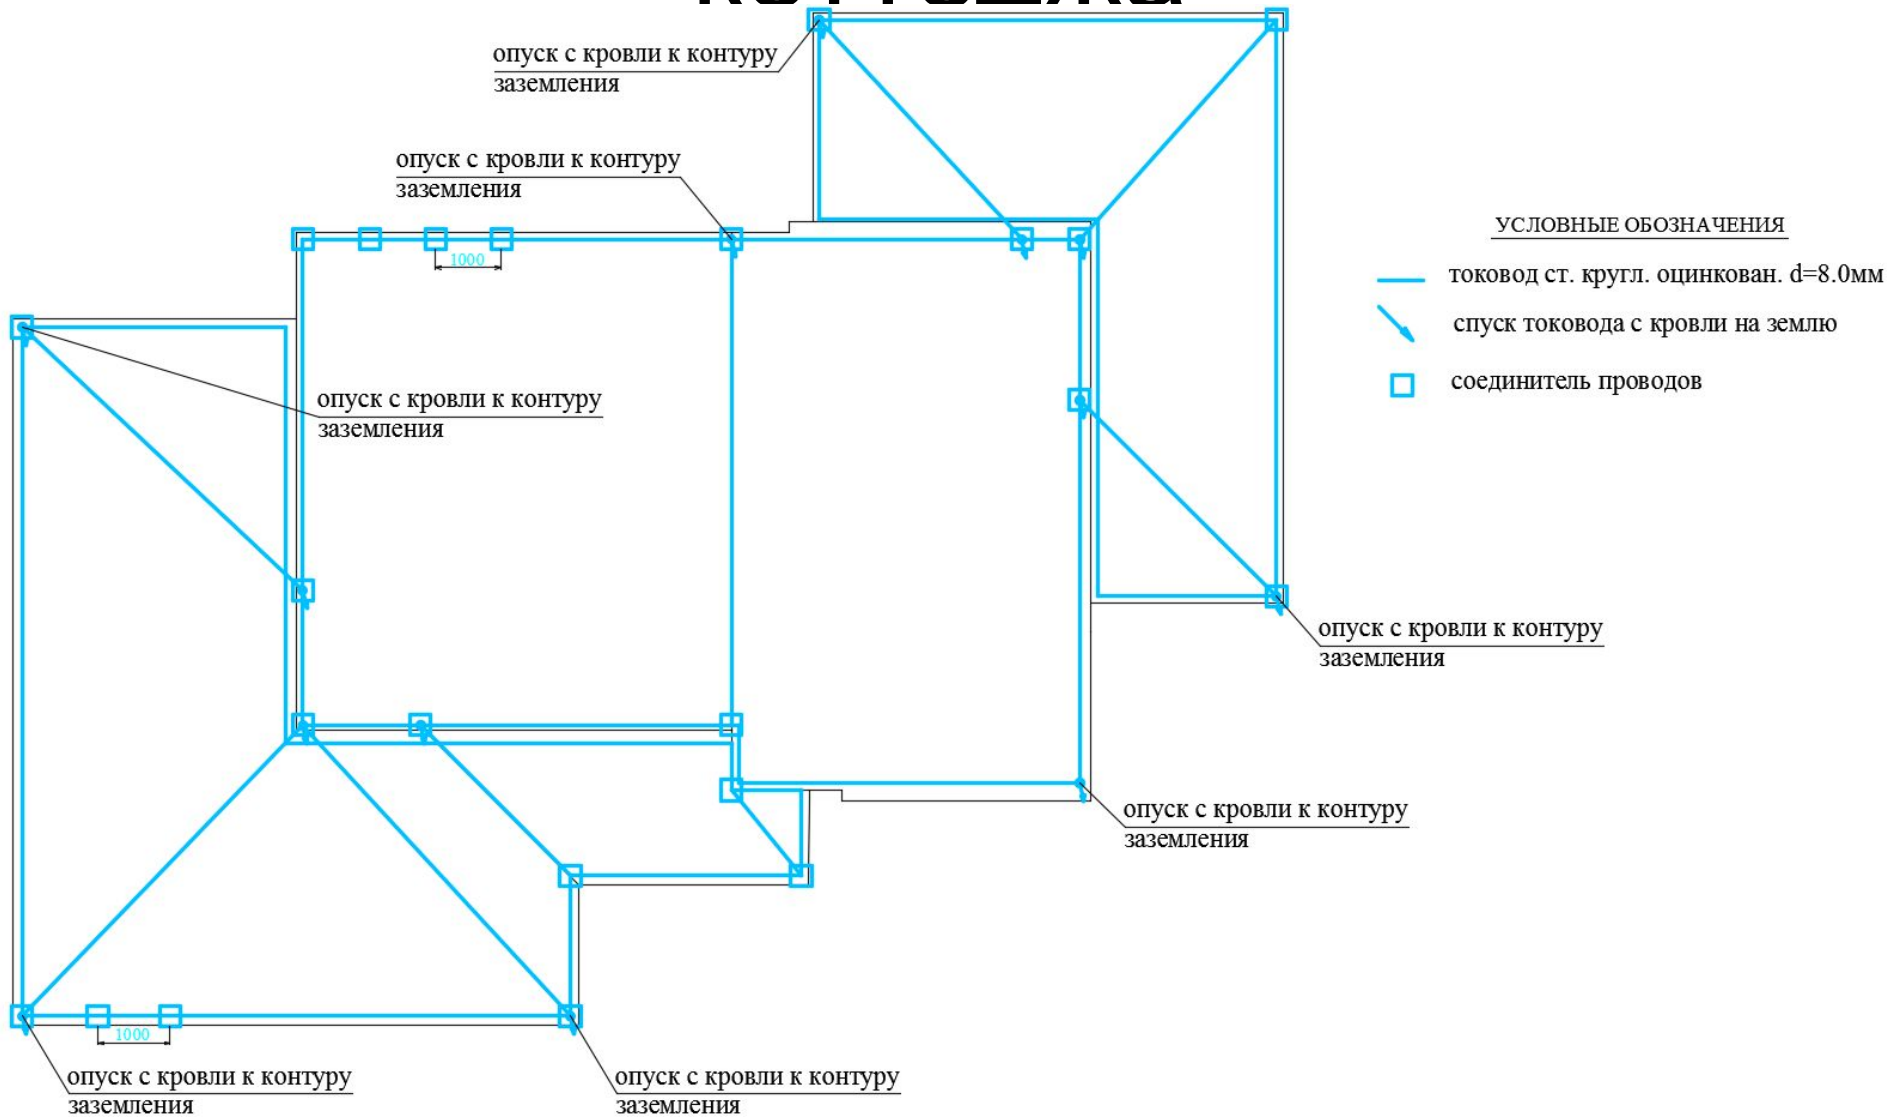 опуск с кровли к контуру
заземления
опуск с кровли к контуру
заземления
УСЛОВНЫЕ ОБОЗНАЧЕНИЯ
1000
токовод ст. кругл. оцинкован. d=8.0мм
спуск токовода с кровли на землю
соединитель проводов
опуск с кровли к контуру
заземления
опуск с кровли к контуру
заземления
опуск с кровли к контуру
заземления
1000
опуск с кровли к контуру
заземления
опуск с кровли к контуру
заземления